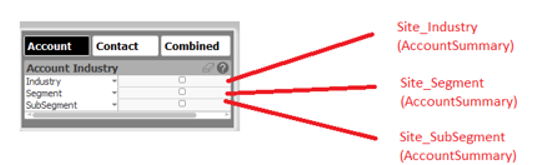 Account Contact Combined
Account Industry
Industry
Segment
SubSegment
Site_Industry
(AccountSummary)
Site_Segment
(AccountSummary)
Site_SubSegment
(AccountSummary)